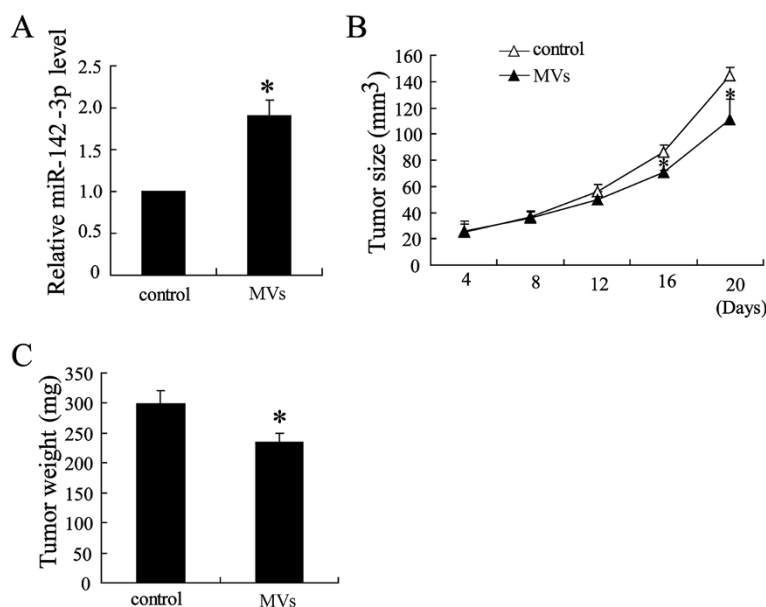 A
Relative miR-142-3p level
2.5
2.0
1.5
1.0
0.5
0
*
control
MVs
B
control
MVs
Tumor size (mm3)
160
140
120
100
80
60
40
20
0
*
*
4
8
12
16
20
(Days)
C
Tumor weight (mg)
350
300
250
200
150
100
50
0
*
control
MVs